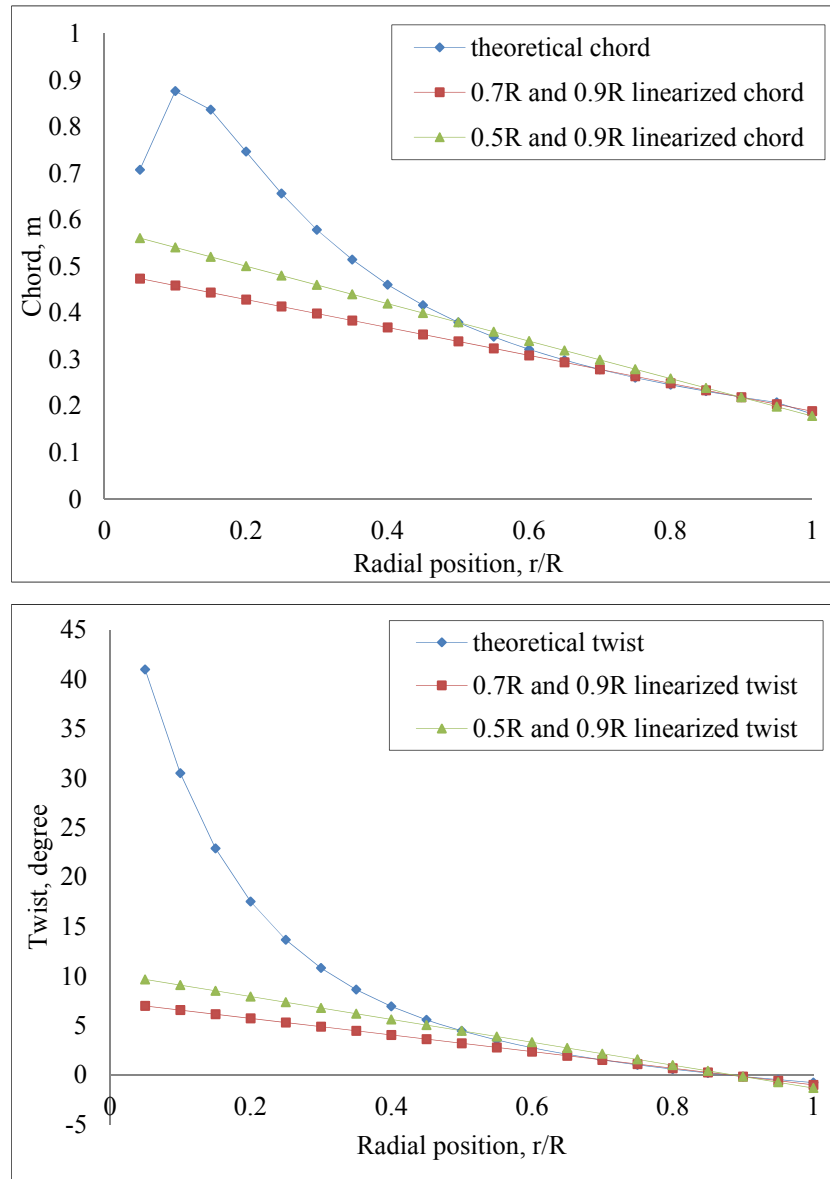 1
0.9
0.8
0.7
0.6
0.5
0.4
0.3
0.2
0.1
0
Chord, m
theoretical chord
0.7R and 0.9R linearized chord
0.5R and 0.9R linearized chord
0 0.2 0.4 0.6 0.8 1
Radial position, r/R
45
40
35
30
25
20
15
10
5
0
-5
Twist, degree
theoretical twist
0.7R and 0.9R linearized twist
0.5R and 0.9R linearized twist
0 0.2 0.4 0.6 0.8 1
Radial position, r/R